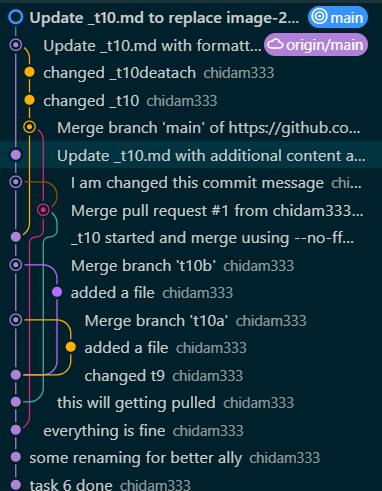 Update _t10.md to replace image-2... main
Update _t10.md with formatt... origin/main
changed _t10deatach chidam333
changed _t10 chidam333
Merge branch 'main' of https://github.co...
Update _t10.md with additional content a...
I am changed this commit message chi...
Merge pull request #1 from chidam333...
_t10 started and merge uusing --no-ff...
Merge branch 't10b' chidam333
added a file chidam333
Merge branch 't10a' chidam333
added a file chidam333
changed t9 chidam333
this will getting pulled chidam333
everything is fine chidam333
some renaming for better ally chidam333
task 6 done chidam333